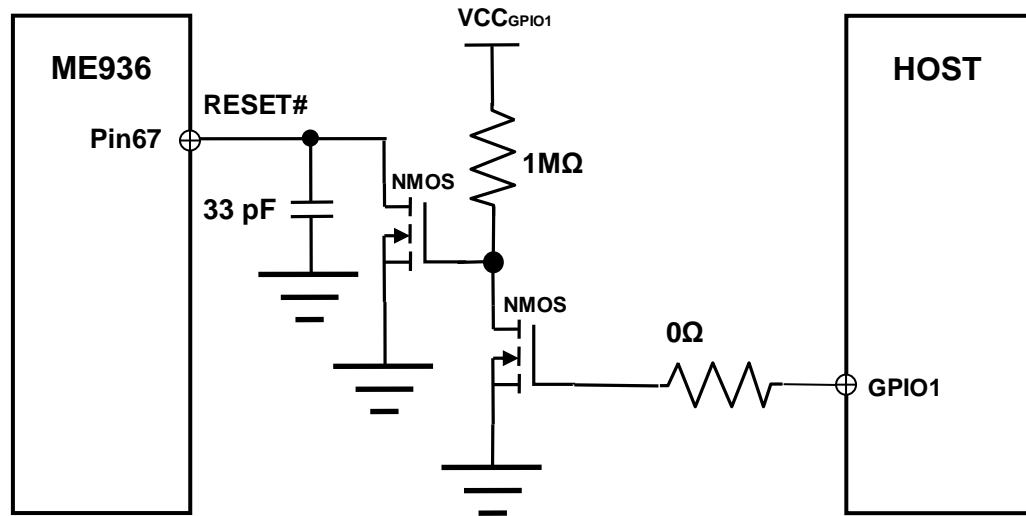 VCCGPIO1
ME936
HOST
RESET#
Pin67
1MΩ
NMOS
33 pF
NMOS
0Ω
GPIO1